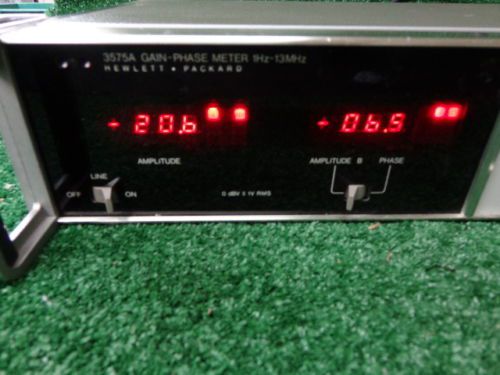 3575A GAIN-PHASE METER 1Hz-13MHz
HEWLETT • PACKARD
20.6
06.5
AMPLITUDE
AMPLITUDE B PHASE
LINE
OFF ON
0 dBV = 1V RMS